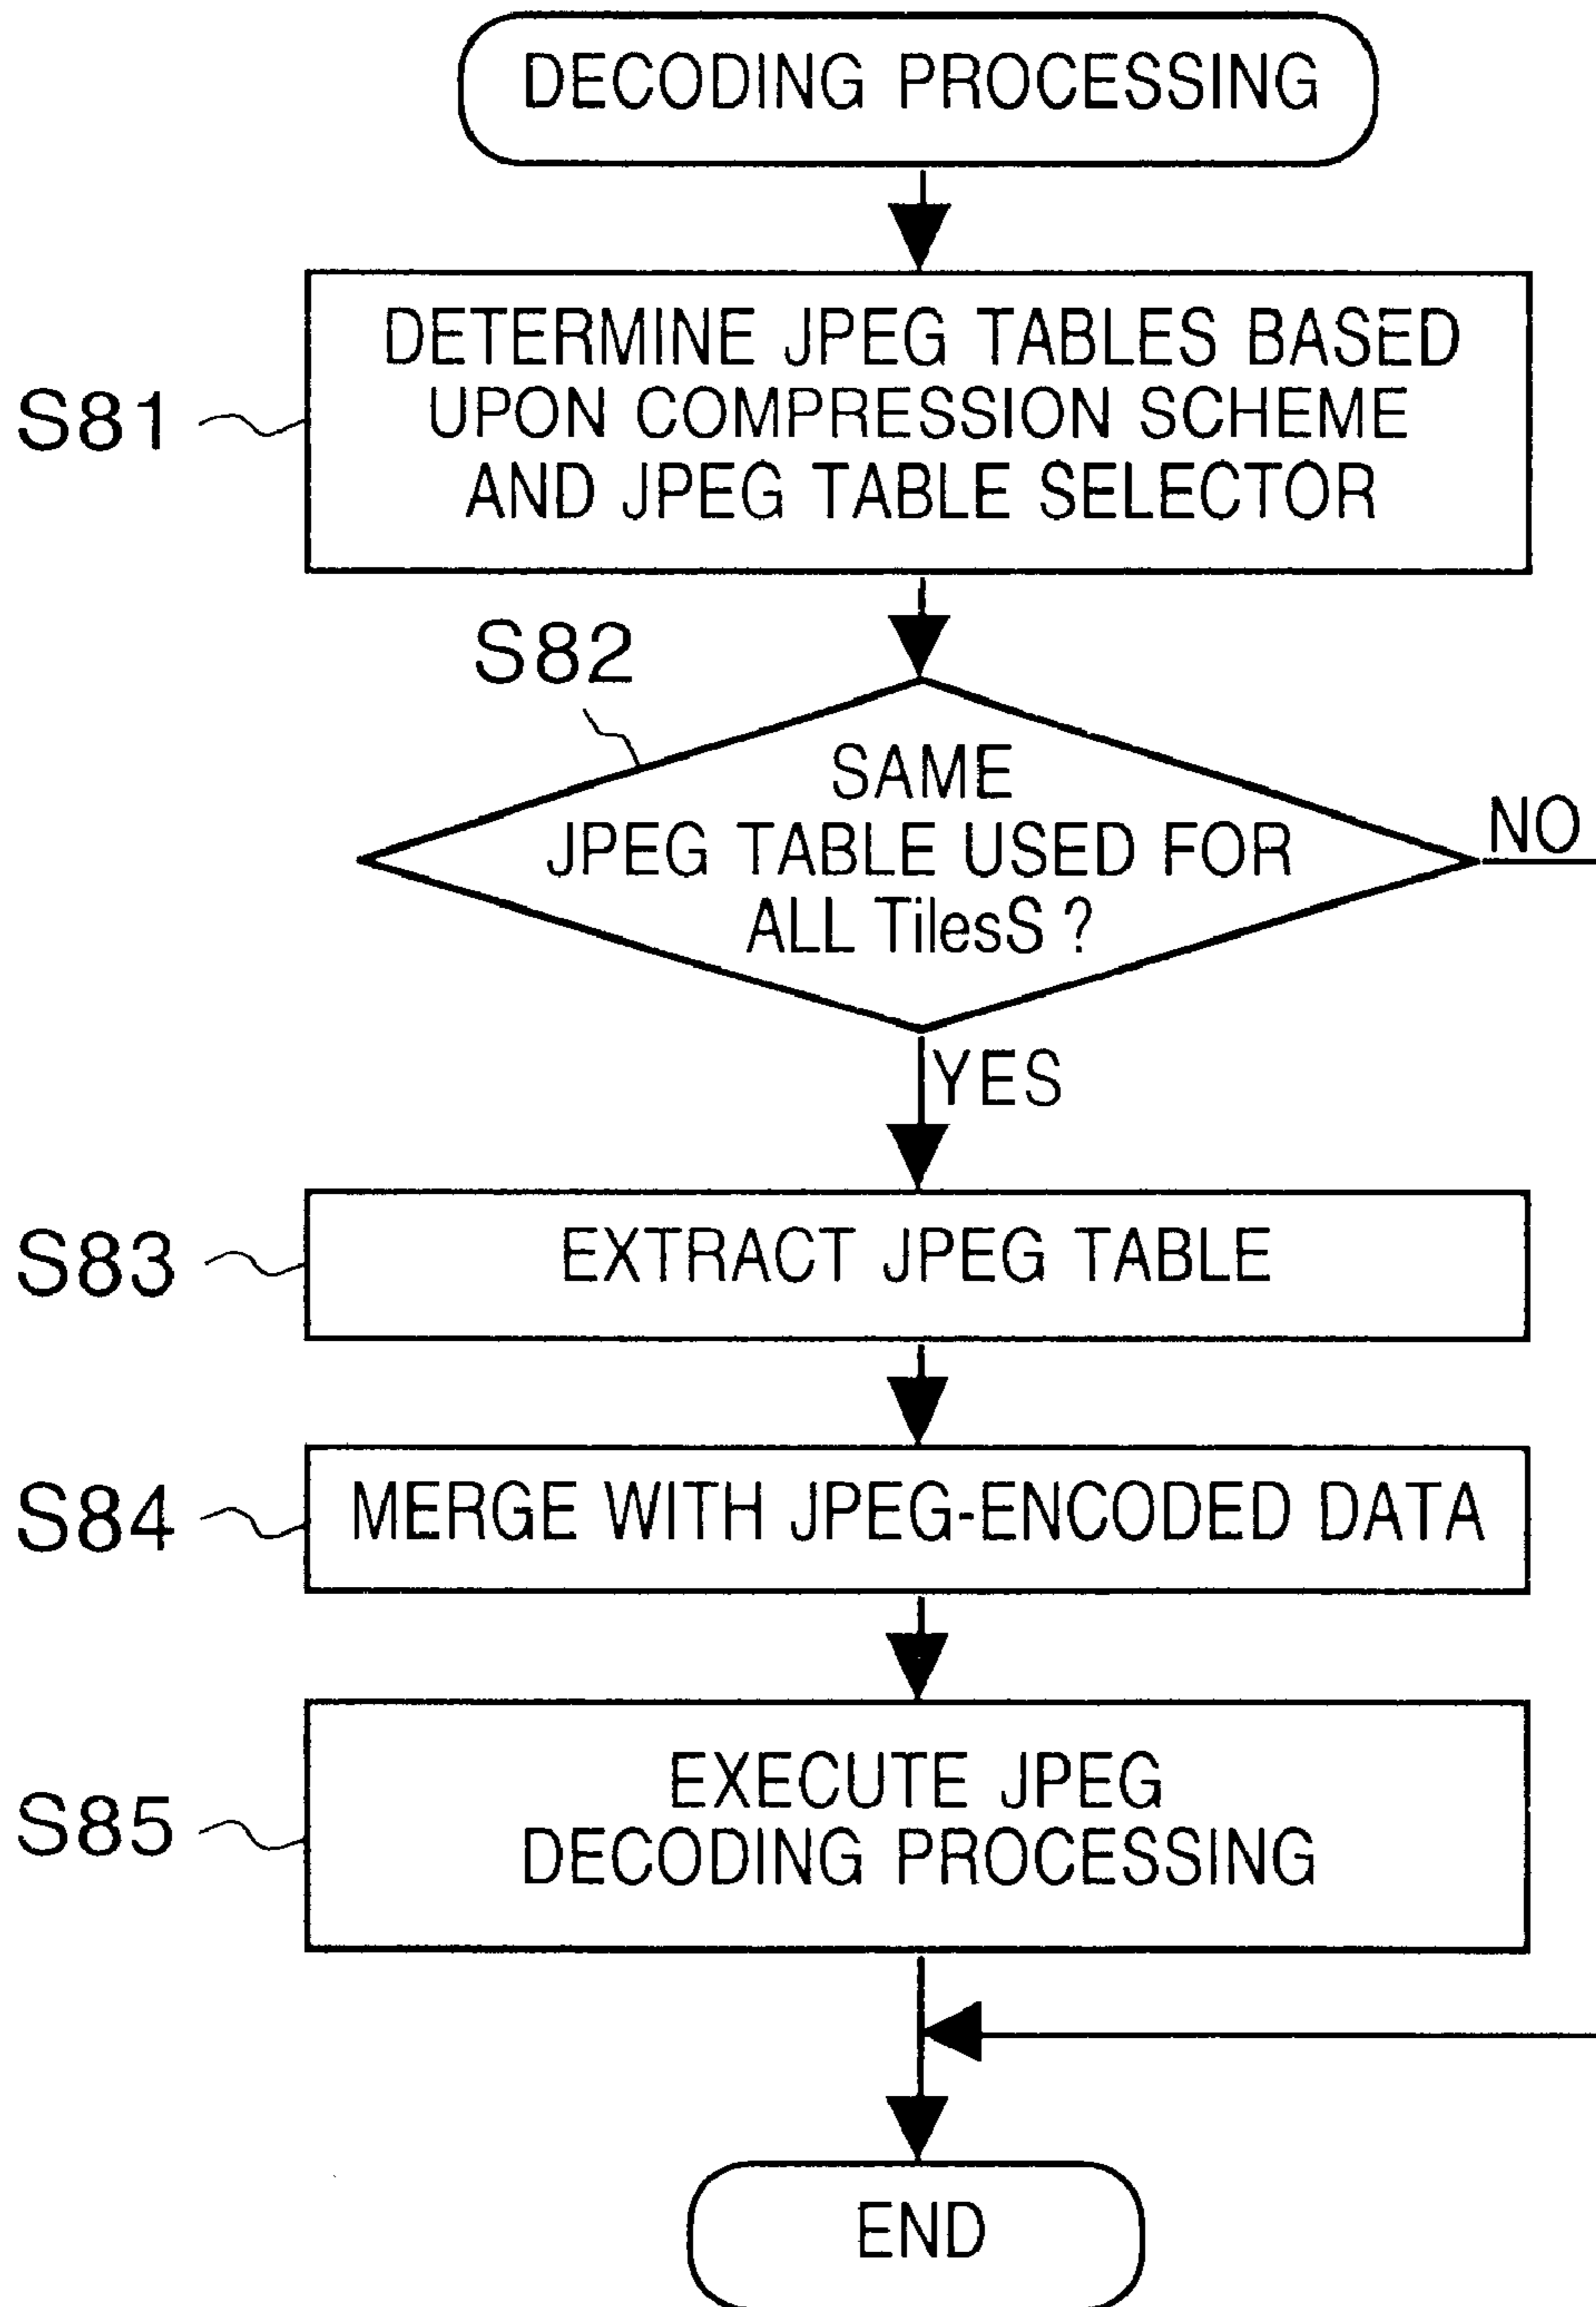 DECODING PROCESSING
S81
DETERMINE JPEG TABLES BASED
UPON COMPRESSION SCHEME
AND JPEG TABLE SELECTOR
S82
SAME
JPEG TABLE USED FOR
ALL TilesS ?
NO
YES
S83
EXTRACT JPEG TABLE
S84
MERGE WITH JPEG-ENCODED DATA
S85
EXECUTE JPEG
DECODING PROCESSING
END